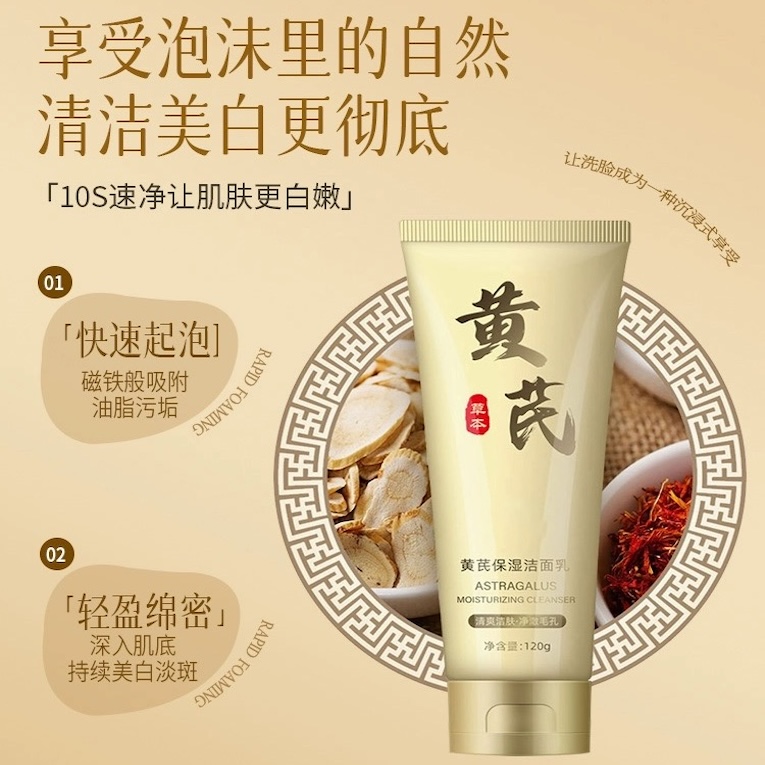 享受泡沫里的自然
清洁美白更彻底
「10S速净让肌肤更白嫩」
让洗脸成为一种沉浸式享受
01
「快速起泡]
磁铁般吸附
油脂污垢
RAPID FOAMING
02
「轻盈绵密」
深入肌底
持续美白淡斑
RAPID FOAMING
黄芪
草本
黄芪保湿洁面乳
ASTRAGALUS
MOISTURIZING CLEANSER
清爽洁肤·净澈毛孔
净含量:120g